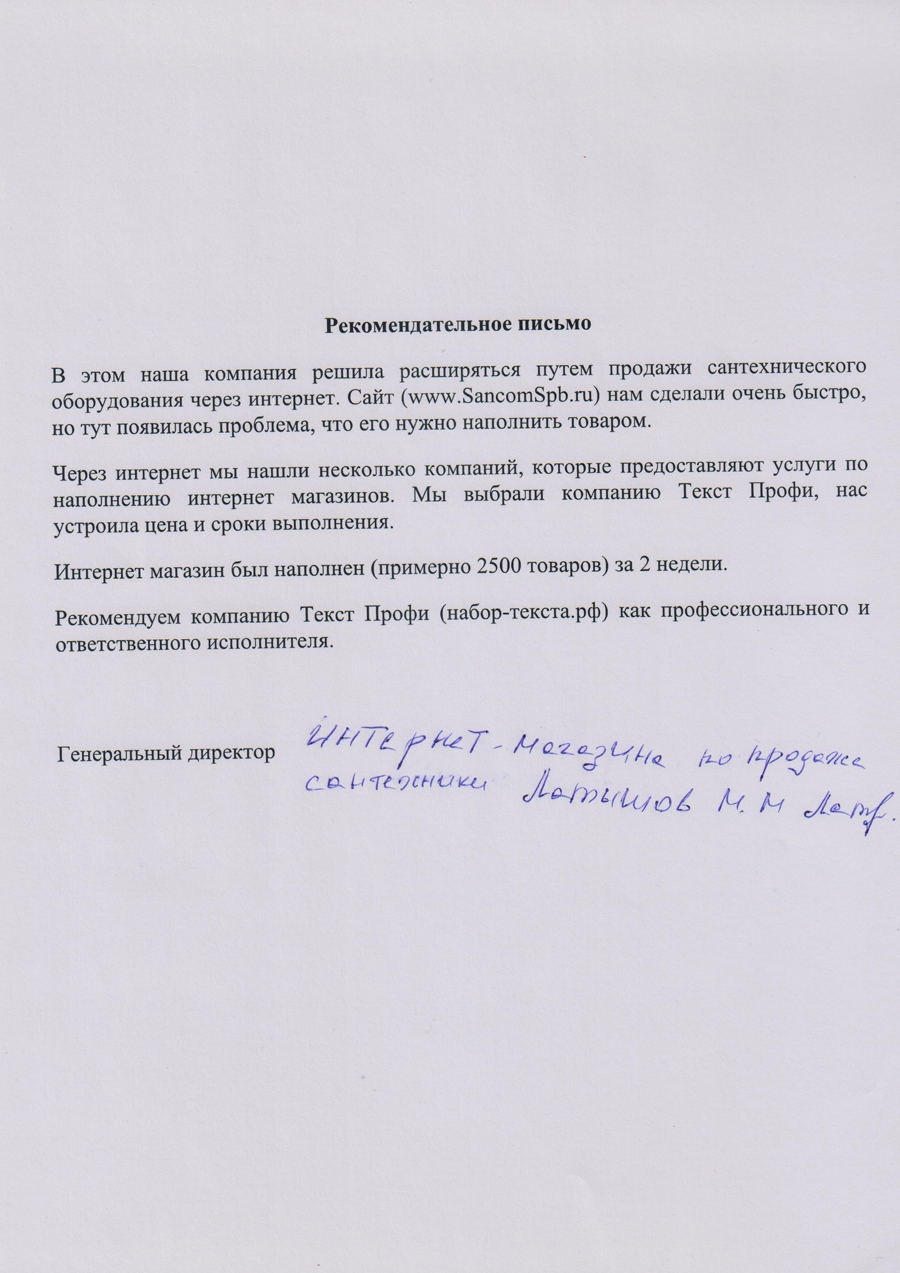 Рекомендательное письмо
В этом наша компания решила расширяться путем продажи сантехнического
оборудования через интернет. Сайт (www.SancomSpb.ru) нам сделали очень быстро,
но тут появилась проблема, что его нужно наполнить товаром.
Через интернет мы нашли несколько компаний, которые предоставляют услуги по
наполнению интернет магазинов. Мы выбрали компанию Текст Профи, нас
устроила цена и сроки выполнения.
Интернет магазин был наполнен (примерно 2500 товаров) за 2 недели.
Рекомендуем компанию Текст Профи (набор-текста.рф) как профессионального и
ответственного исполнителя.
Генеральный директор интернет-магазина по продаже
сантехники Латышов М.М